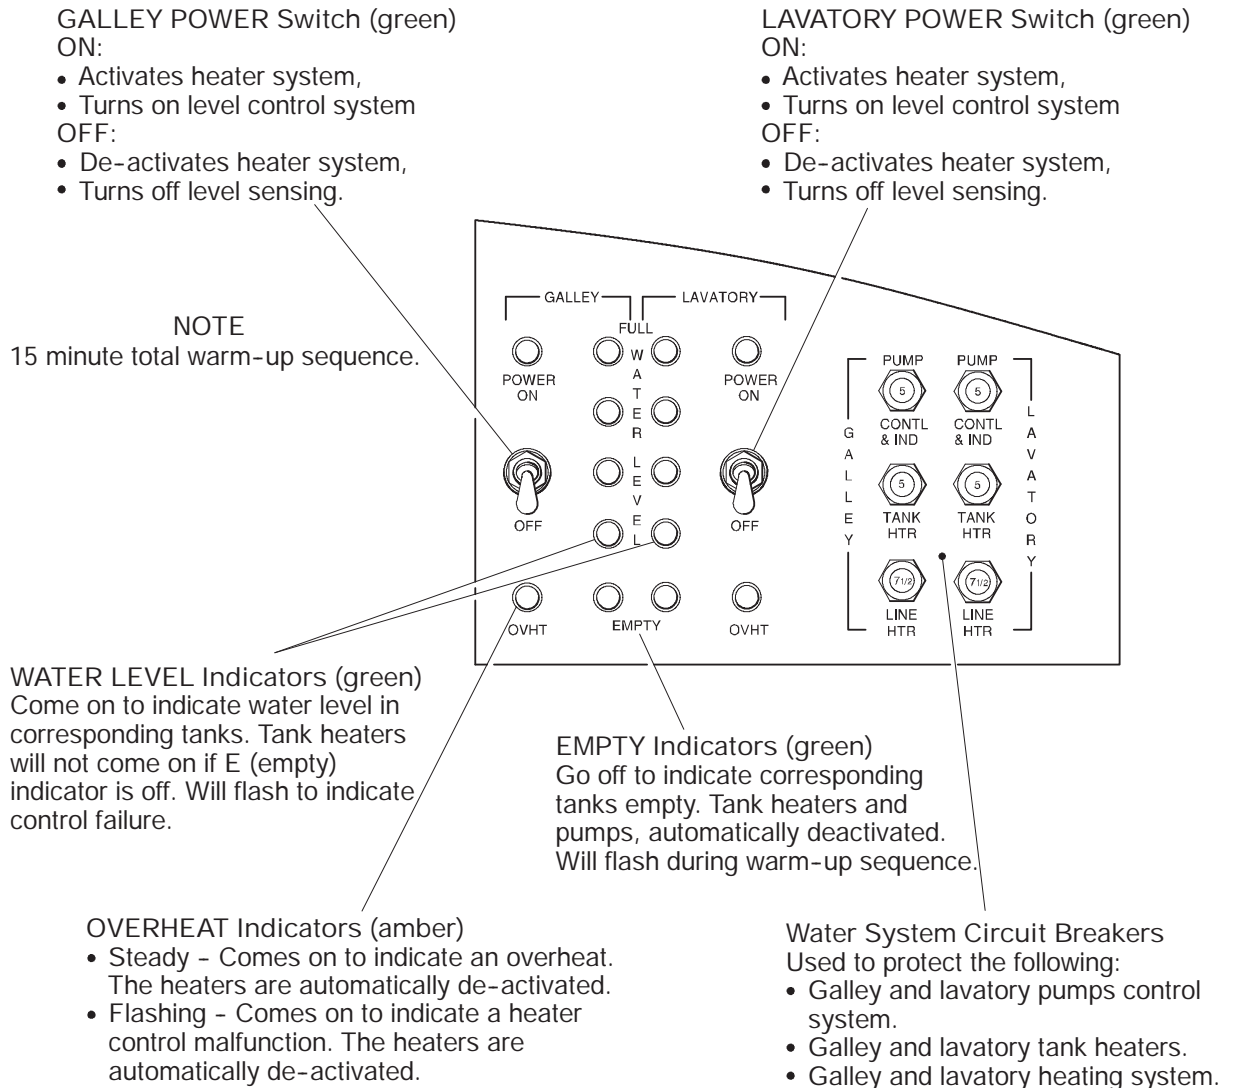 GALLEY POWER Switch (green)
ON:
• Activates heater system,
• Turns on level control system
OFF:
• De-activates heater system,
• Turns off level sensing.
LAVATORY POWER Switch (green)
ON:
• Activates heater system,
• Turns on level control system
OFF:
• De-activates heater system,
• Turns off level sensing.
NOTE
15 minute total warm-up sequence.
GALLEY
LAVATORY
FULL
WATER LEVEL
POWER
ON
POWER
ON
OFF
OFF
OVHT
EMPTY
OVHT
GALLEY
LAVATORY
PUMP
PUMP
5
5
CONTL
& IND
CONTL
& IND
5
5
TANK
HTR
TANK
HTR
7 1/2
7 1/2
LINE
HTR
LINE
HTR
WATER LEVEL Indicators (green)
Come on to indicate water level in
corresponding tanks. Tank heaters
will not come on if E (empty)
indicator is off. Will flash to indicate
control failure.
EMPTY Indicators (green)
Go off to indicate corresponding
tanks empty. Tank heaters and
pumps, automatically deactivated.
Will flash during warm-up sequence.
OVERHEAT Indicators (amber)
• Steady - Comes on to indicate an overheat.
The heaters are automatically de-activated.
• Flashing - Comes on to indicate a heater
control malfunction. The heaters are
automatically de-activated.
Water System Circuit Breakers
Used to protect the following:
• Galley and lavatory pumps control
system.
• Galley and lavatory tank heaters.
• Galley and lavatory heating system.